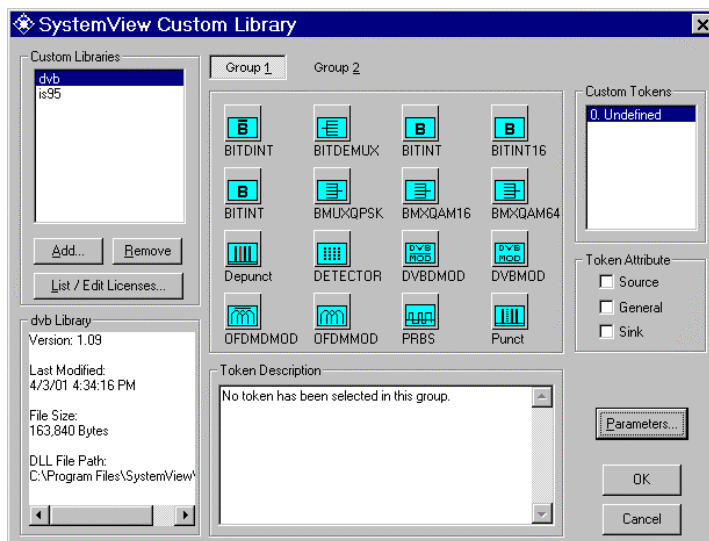 SystemView Custom Library
Custom Libraries
dvb
is95
Add...
Remove
List / Edit Licenses...
dvb Library
Version: 1.09
Last Modified:
4/3/01 4:34:16 PM
File Size:
163,840 Bytes
DLL File Path:
C:\Program Files\SystemView\
Group 1
Group 2
B
B
B
BITDINT
BITDEMUX
BITINT
BITINT16
B
BITINT
BMUXQPSK
BMXQAM16
BMXQAM64
DVB
MOD
DVB
MOD
Depunct
DETECTOR
DVBDMOD
DVBMOD
OFDMDMOD
OFDMMOD
PRBS
Punct
Token Description
No token has been selected in this group.
Custom Tokens
0. Undefined
Token Attribute
Source
General
Sink
Parameters...
OK
Cancel